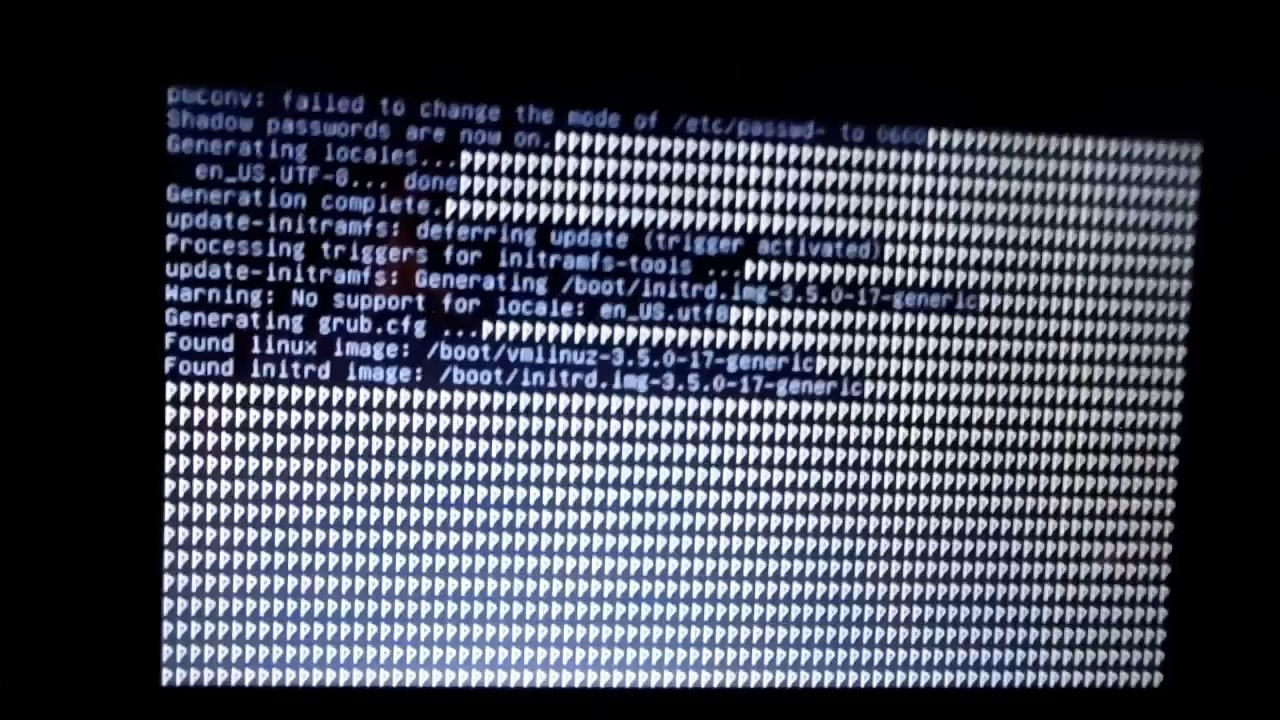 pwconv: failed to change the mode of /etc/passwd- to 0600
Shadow passwords are now on.
Generating locales...
en_US.UTF-8... done
Generation complete.
update-initramfs: deferring update (trigger activated)
Processing triggers for initramfs-tools ...
update-initramfs: Generating /boot/initrd.img-3.5.0-17-generic
Warning: No support for locale: en_US.utf8
Generating grub.cfg ...
Found linux image: /boot/vmlinuz-3.5.0-17-generic
Found initrd image: /boot/initrd.img-3.5.0-17-generic